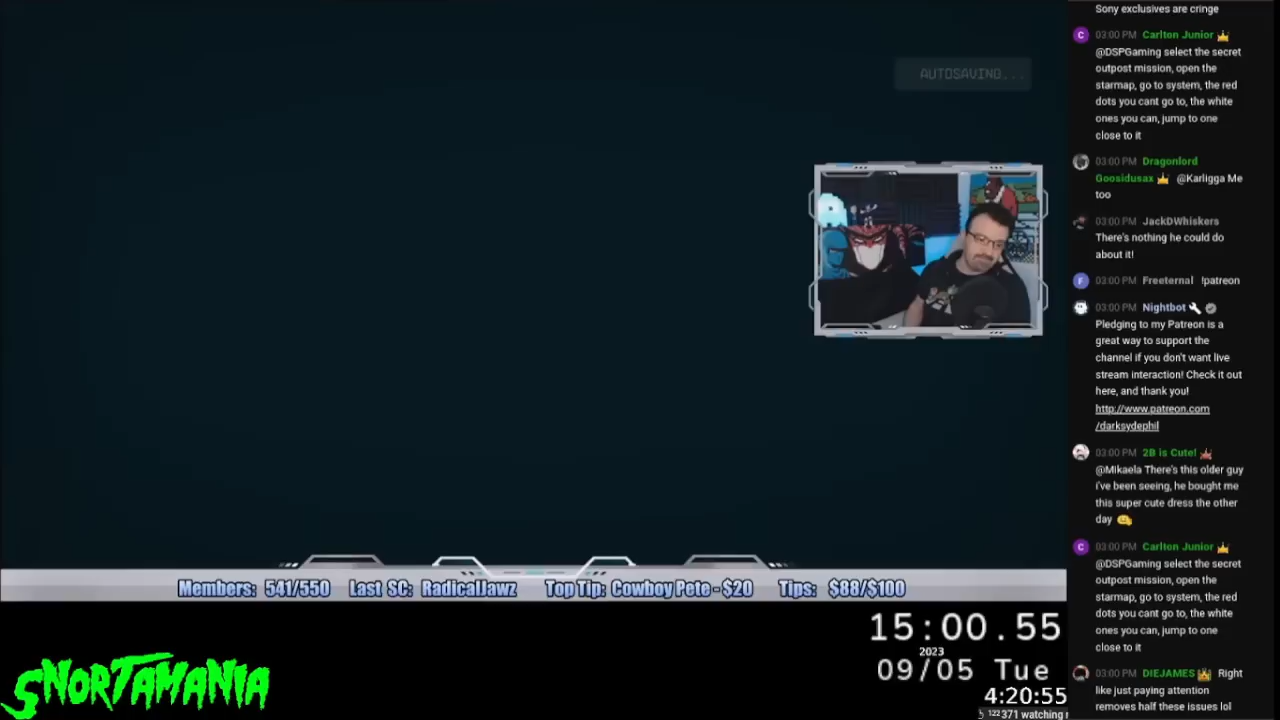 Sony exclusives are cringe
03:00 PM Carlton Junior
@DSPGaming select the secret
outpost mission, open the
starmap, go to system, the red
dots you cant go to, the white
ones you can, jump to one
close to it
03:00 PM Dragonlord
Goosidusax @Karligga Me
too
03:00 PM JackDWhiskers
There's nothing he could do
about it!
03:00 PM Freeternal !patreon
03:00 PM Nightbot
Pledging to my Patreon is a
great way to support the
channel if you don't want live
stream interaction! Check it out
here, and thank you!
http://www.patreon.com
/darksydephil
03:00 PM 2B is Cute!
@Mikaela There's this older guy
i've been seeing, he bought me
this super cute dress the other
day
03:00 PM Carlton Junior
@DSPGaming select the secret
outpost mission, open the
starmap, go to system, the red
dots you cant go to, the white
ones you can, jump to one
close to it
03:00 PM DIEJAMES Right
like just paying attention
removes half these issues lol
AUTOSAVING...
Members: 541/550 Last SC: RadicalJawz Top Tip: Cowboy Pete - $20 Tips: $88/$100
15:00.55
2023
09/05 Tue
4:20:55
371 watching
SNORTAMANIA